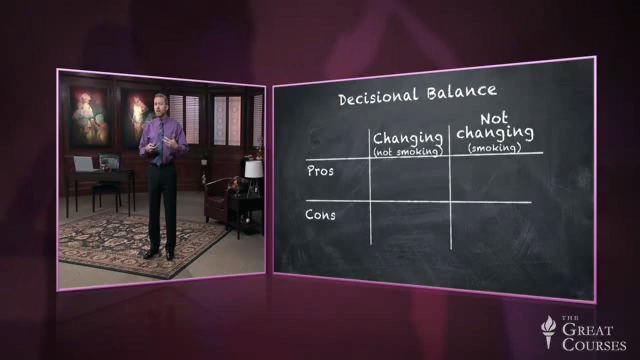 Decisional Balance
Changing
(not smoking)
Not
changing
(smoking)
Pros
Cons
THE
GREAT
COURSES